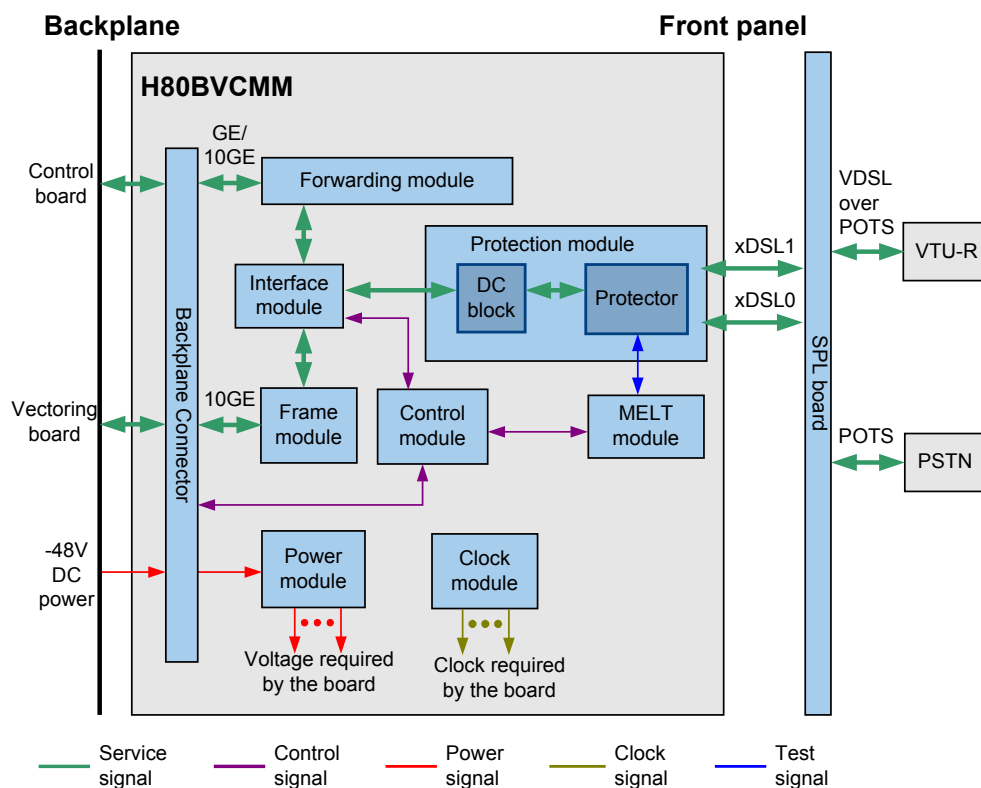 Backplane
Front panel
H80BVCMM
GE/
10GE
Control
board
Forwarding module
VDSL
over
POTS
VTU-R
Protection module
xDSL1
Interface
module
DC
block
Protector
xDSL0
Backplane Connector
SPL board
Vectoring
board
10GE
Frame
module
Control
module
MELT
module
POTS
PSTN
-48V
DC
power
Power
module
Clock
module
Voltage required
by the board
Clock required
by the board
Service
signal
Control
signal
Power
signal
Clock
signal
Test
signal